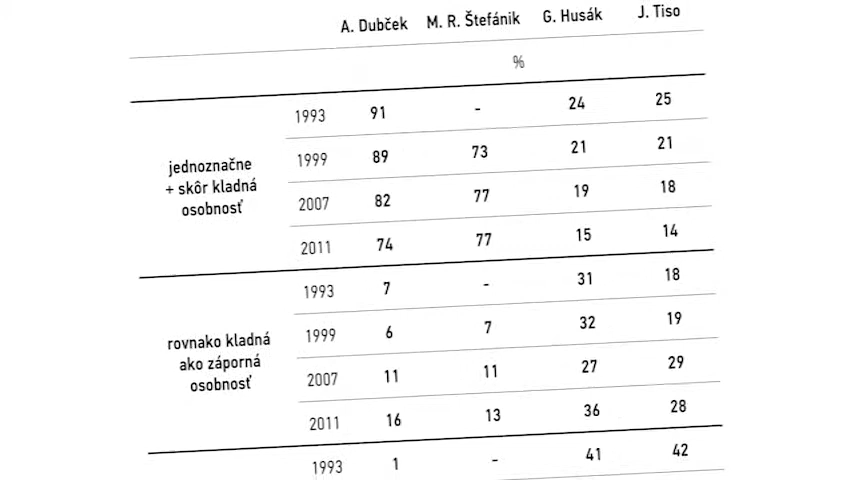 A. Dubček M. R. Štefánik G. Husák J. Tiso
%
jednoznačne
+ skôr kladná
osobnosť
1993 91 - 24 25
1999 89 73 21 21
2007 82 77 19 18
2011 74 77 15 14
rovnako kladná
ako záporná
osobnosť
1993 7 - 31 18
1999 6 7 32 19
2007 11 11 27 29
2011 16 13 36 28
1993 1 - 41 42